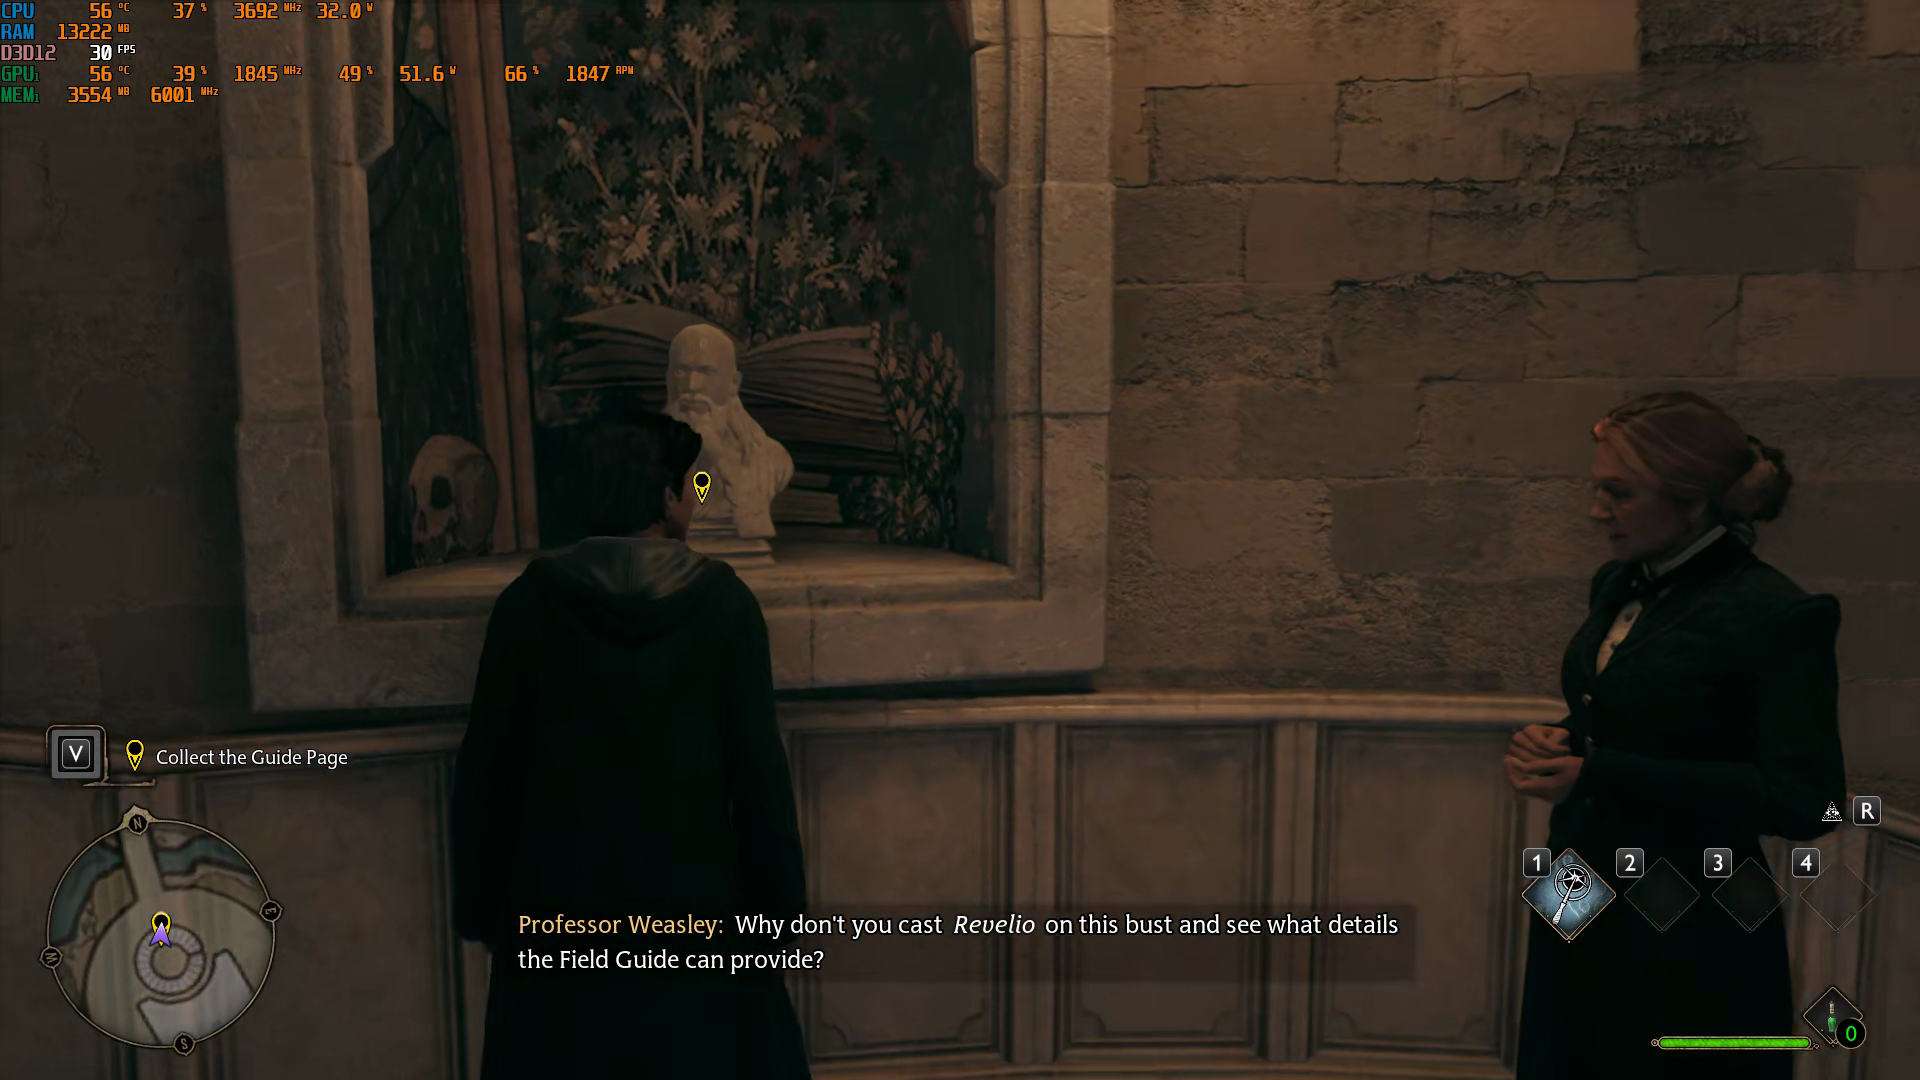 CPU 56 °C 37 % 3692 MHz 32.0 W
RAM 13222 MB
D3D12 30 FPS
GPU1 56 °C 39 % 1845 MHz 49 % 51.6 W 66 % 1847 RPM
MEM1 3554 MB 6001 MHz
V Collect the Guide Page
N
E
W
S
R
1 2 3 4
Professor Weasley: Why don't you cast Revelio on this bust and see what details
the Field Guide can provide?
0